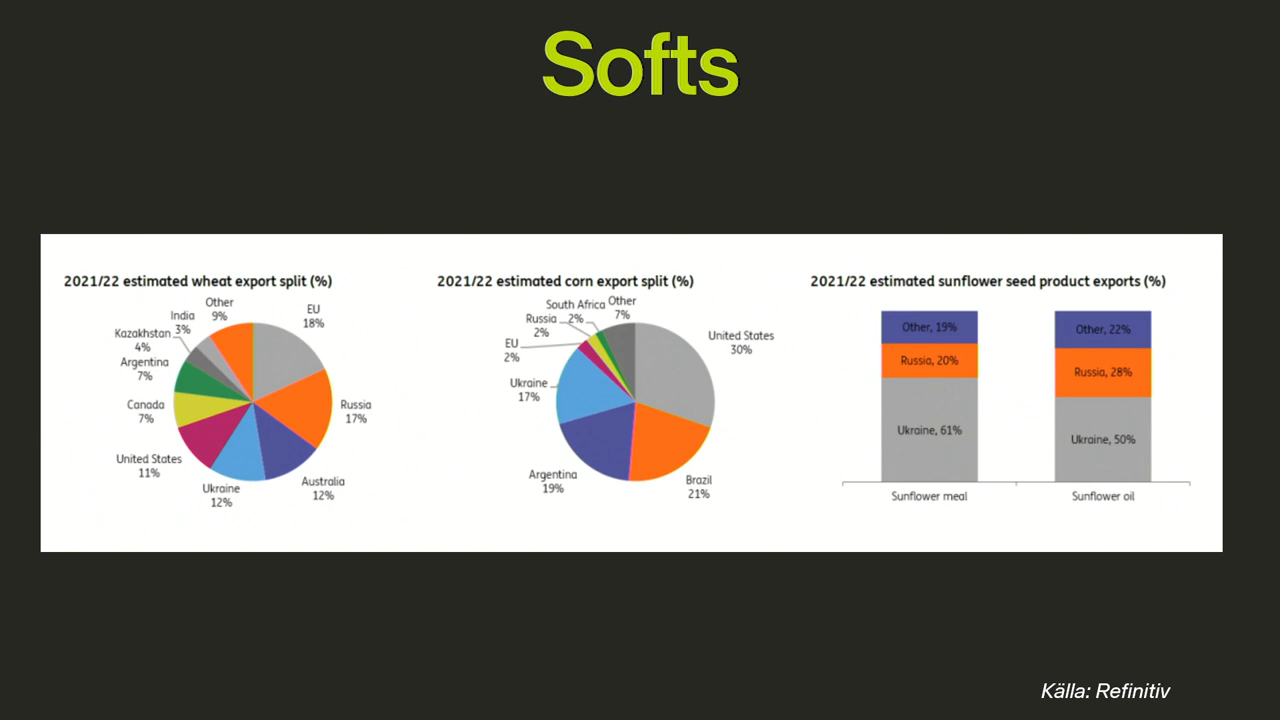 Softs
2021/22 estimated wheat export split (%)
EU
18%
Russia
17%
Australia
12%
Ukraine
12%
United States
11%
Canada
7%
Argentina
7%
Kazakhstan
4%
India
3%
Other
9%
2021/22 estimated corn export split (%)
United States
30%
Brazil
21%
Argentina
19%
Ukraine
17%
EU
2%
Russia
2%
South Africa
2%
Other
7%
2021/22 estimated sunflower seed product exports (%)
Other, 19%
Russia, 20%
Ukraine, 61%
Sunflower meal
Other, 22%
Russia, 28%
Ukraine, 50%
Sunflower oil
Källa: Refinitiv